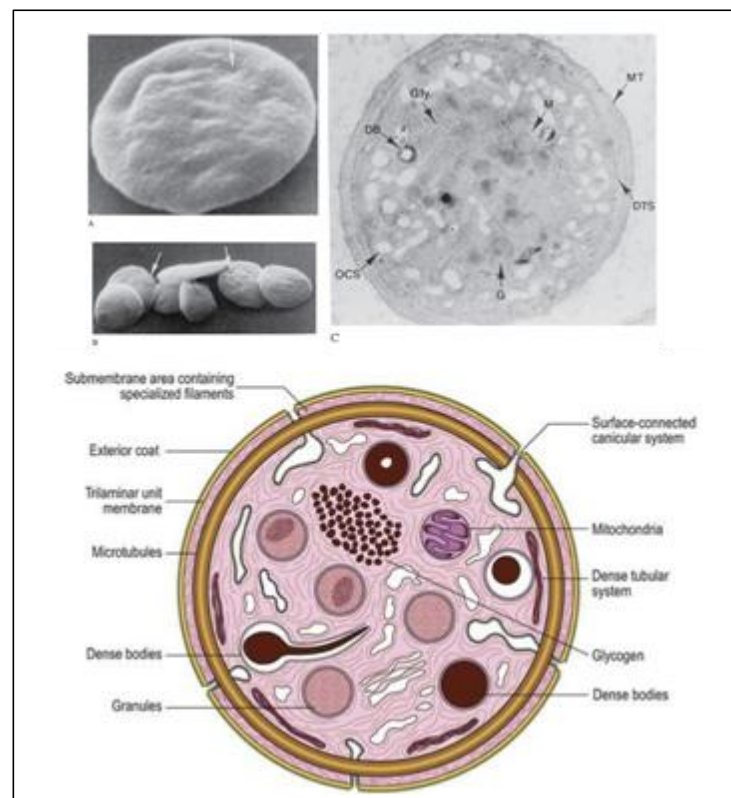 A
B
C
Gly.
M
MT
DB
DTS
OCS
G
Submembrane area containing
specialized filaments
Exterior coat
Trilaminar unit
membrane
Microtubules
Dense bodies
Granules
Surface-connected
canicular system
Mitochondria
Dense tubular
system
Glycogen
Dense bodies